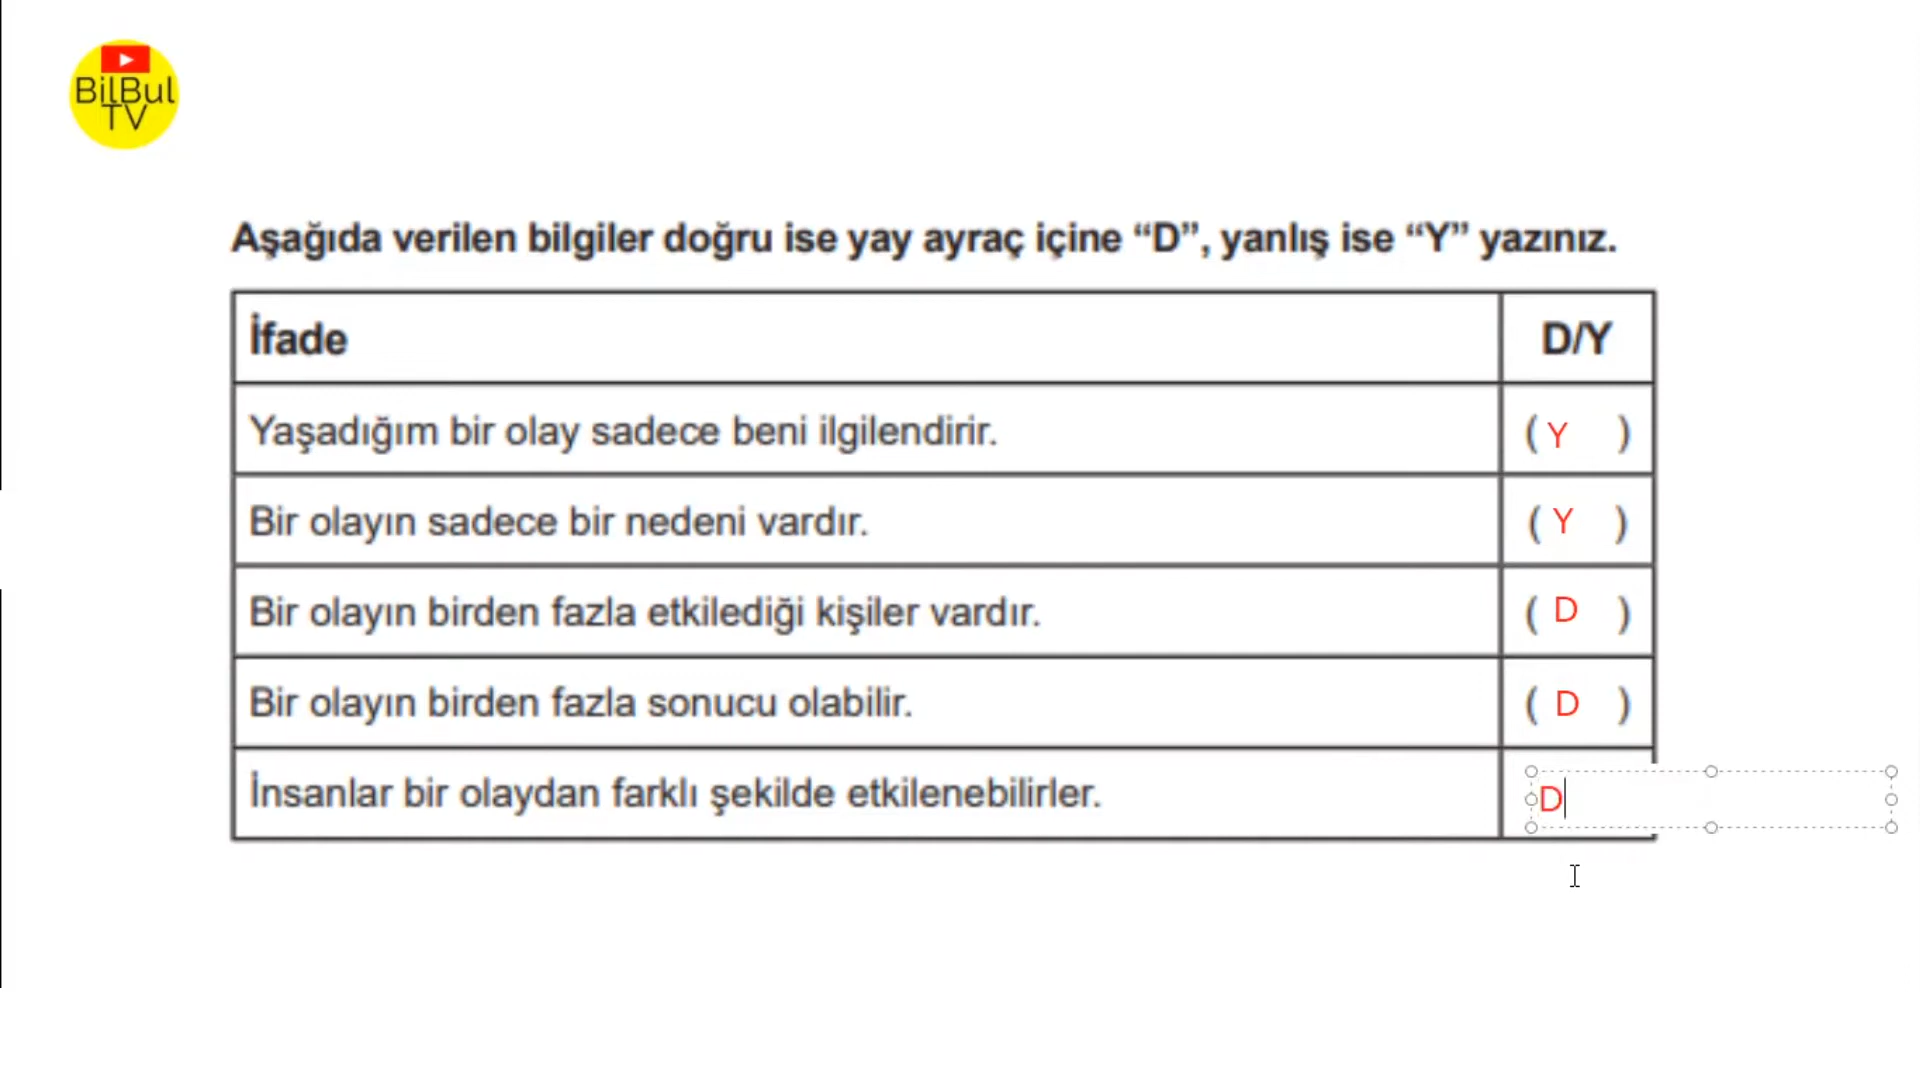 BilBul
TV
Aşağıda verilen bilgiler doğru ise yay ayraç içine “D”, yanlış ise “Y” yazınız.
İfade D/Y
Yaşadığım bir olay sadece beni ilgilendirir. ( Y )
Bir olayın sadece bir nedeni vardır. ( Y )
Bir olayın birden fazla etkilediği kişiler vardır. ( D )
Bir olayın birden fazla sonucu olabilir. ( D )
İnsanlar bir olaydan farklı şekilde etkilenebilirler. D